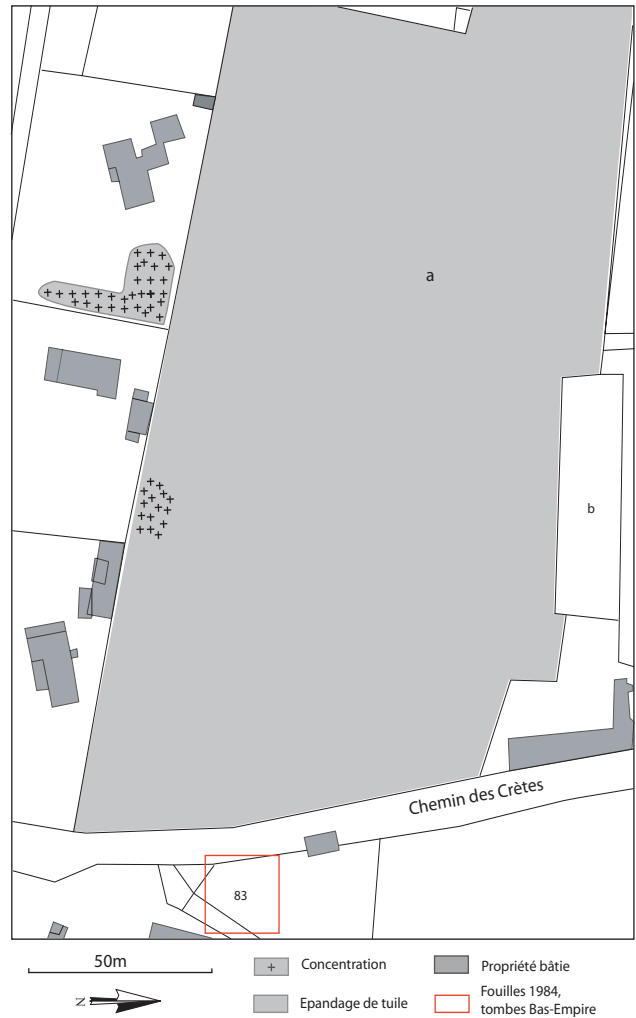 a
b
Chemin des Crètes
83
50m
N
Concentration
Epandage de tuile
Propriété bâtie
Fouilles 1984,
tombes Bas-Empire